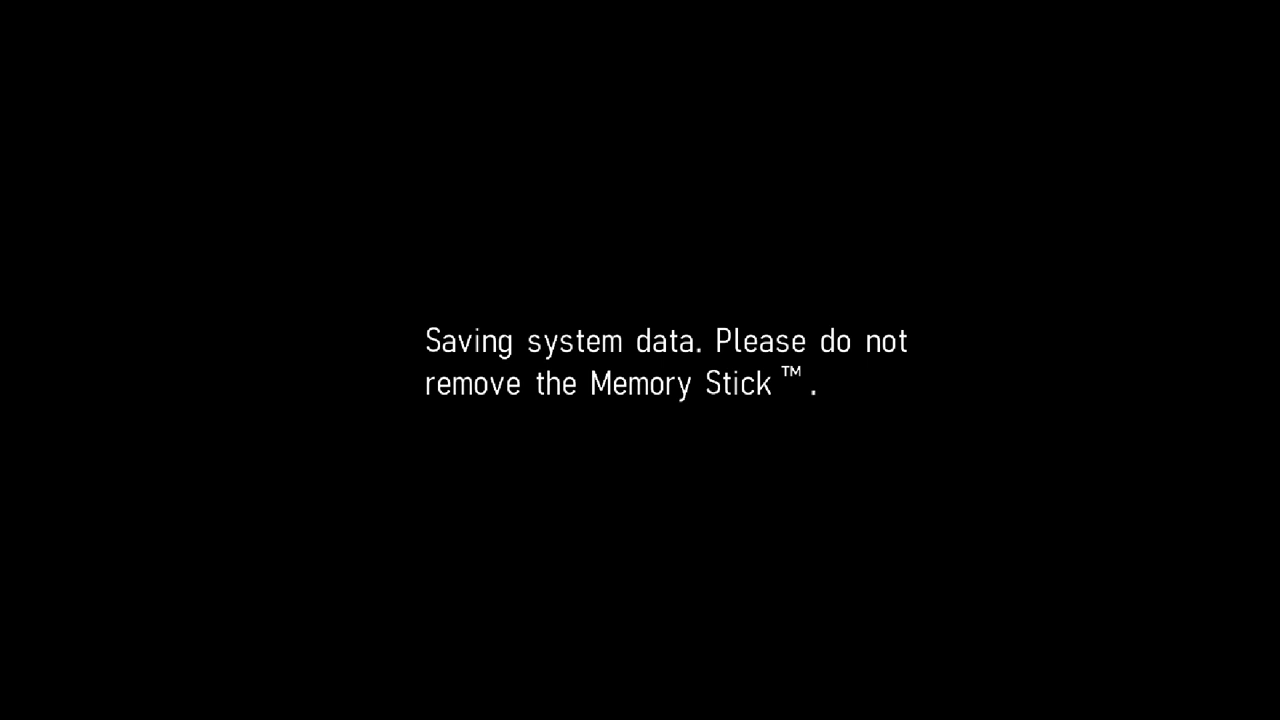 Saving system data. Please do not
remove the Memory Stick™.